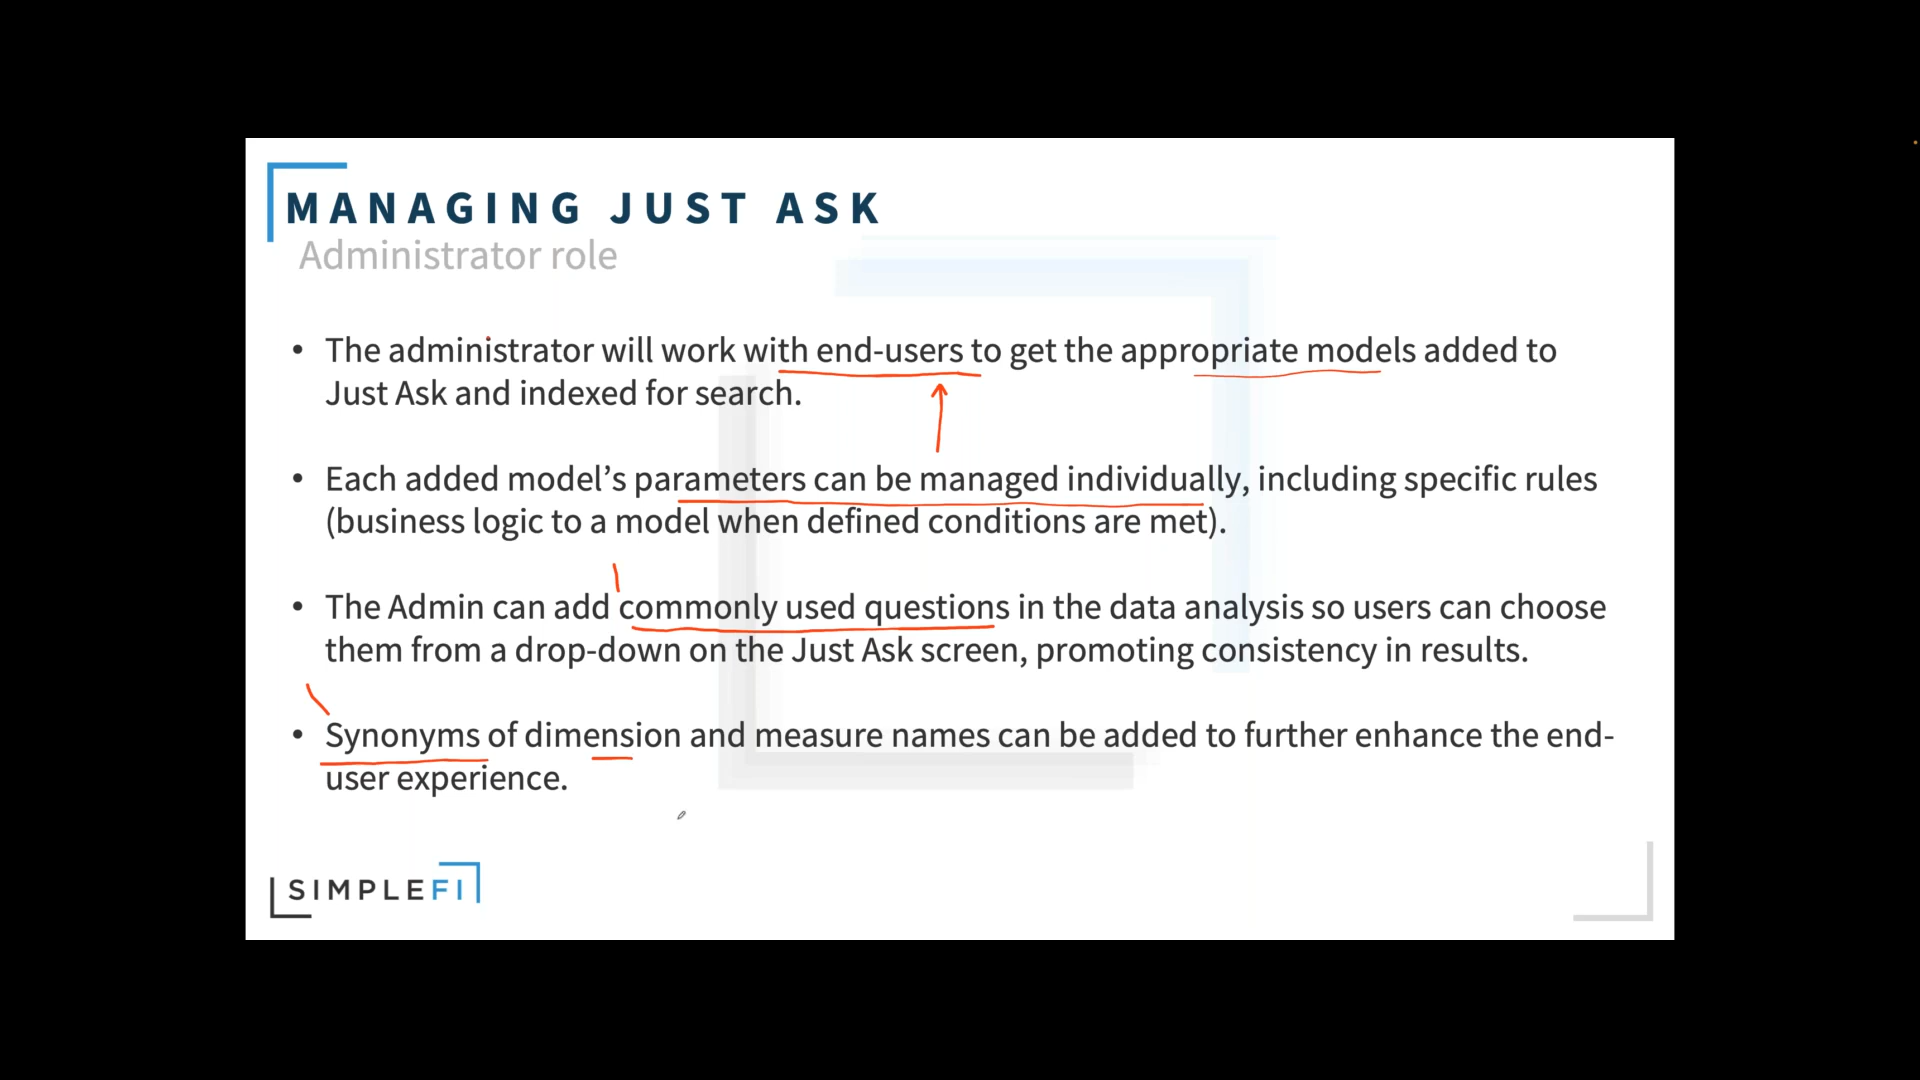 MANAGING JUST ASK
Administrator role
• The administrator will work with end-users to get the appropriate models added to
Just Ask and indexed for search.
• Each added model’s parameters can be managed individually, including specific rules
(business logic to a model when defined conditions are met).
• The Admin can add commonly used questions in the data analysis so users can choose
them from a drop-down on the Just Ask screen, promoting consistency in results.
• Synonyms of dimension and measure names can be added to further enhance the end-
user experience.
SIMPLEFI